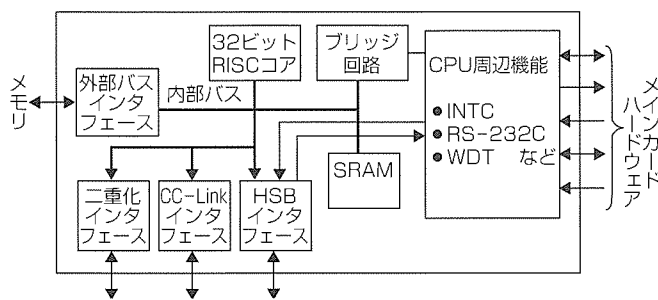 32ビット
RISCコア
ブリッジ
回路
CPU周辺機能
● INTC
● RS-232C
● WDT など
メモリ
外部バス
インタ
フェース
内部バス
SRAM
二重化
インタ
フェース
CC-Link
インタ
フェース
HSB
インタ
フェース
メインカード
ハードウェア